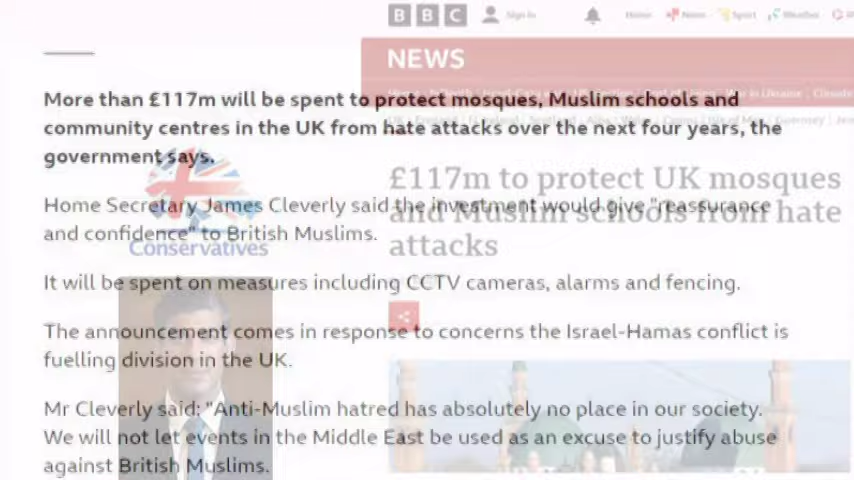 BBC
Sign in
Home News Sport Weather
NEWS
More than £117m will be spent to protect mosques, Muslim schools and
community centres in the UK from hate attacks over the next four years, the
government says.
£117m to protect UK mosques
and Muslim schools from hate
attacks
Home Secretary James Cleverly said the investment would give "reassurance
and confidence" to British Muslims.
Conservatives
It will be spent on measures including CCTV cameras, alarms and fencing.
The announcement comes in response to concerns the Israel-Hamas conflict is
fuelling division in the UK.
Mr Cleverly said: "Anti-Muslim hatred has absolutely no place in our society.
We will not let events in the Middle East be used as an excuse to justify abuse
against British Muslims.